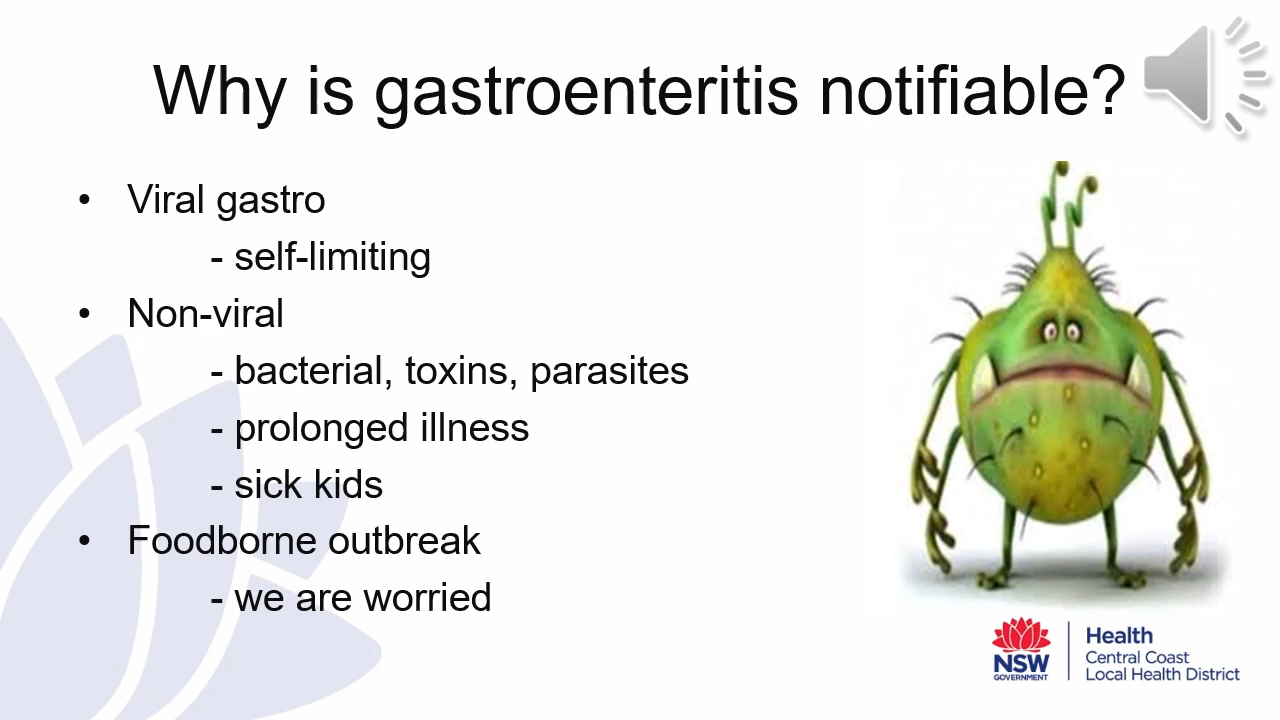 Why is gastroenteritis notifiable?
• Viral gastro
- self-limiting
• Non-viral
- bacterial, toxins, parasites
- prolonged illness
- sick kids
• Foodborne outbreak
- we are worried
NSW
GOVERNMENT
Health
Central Coast
Local Health District